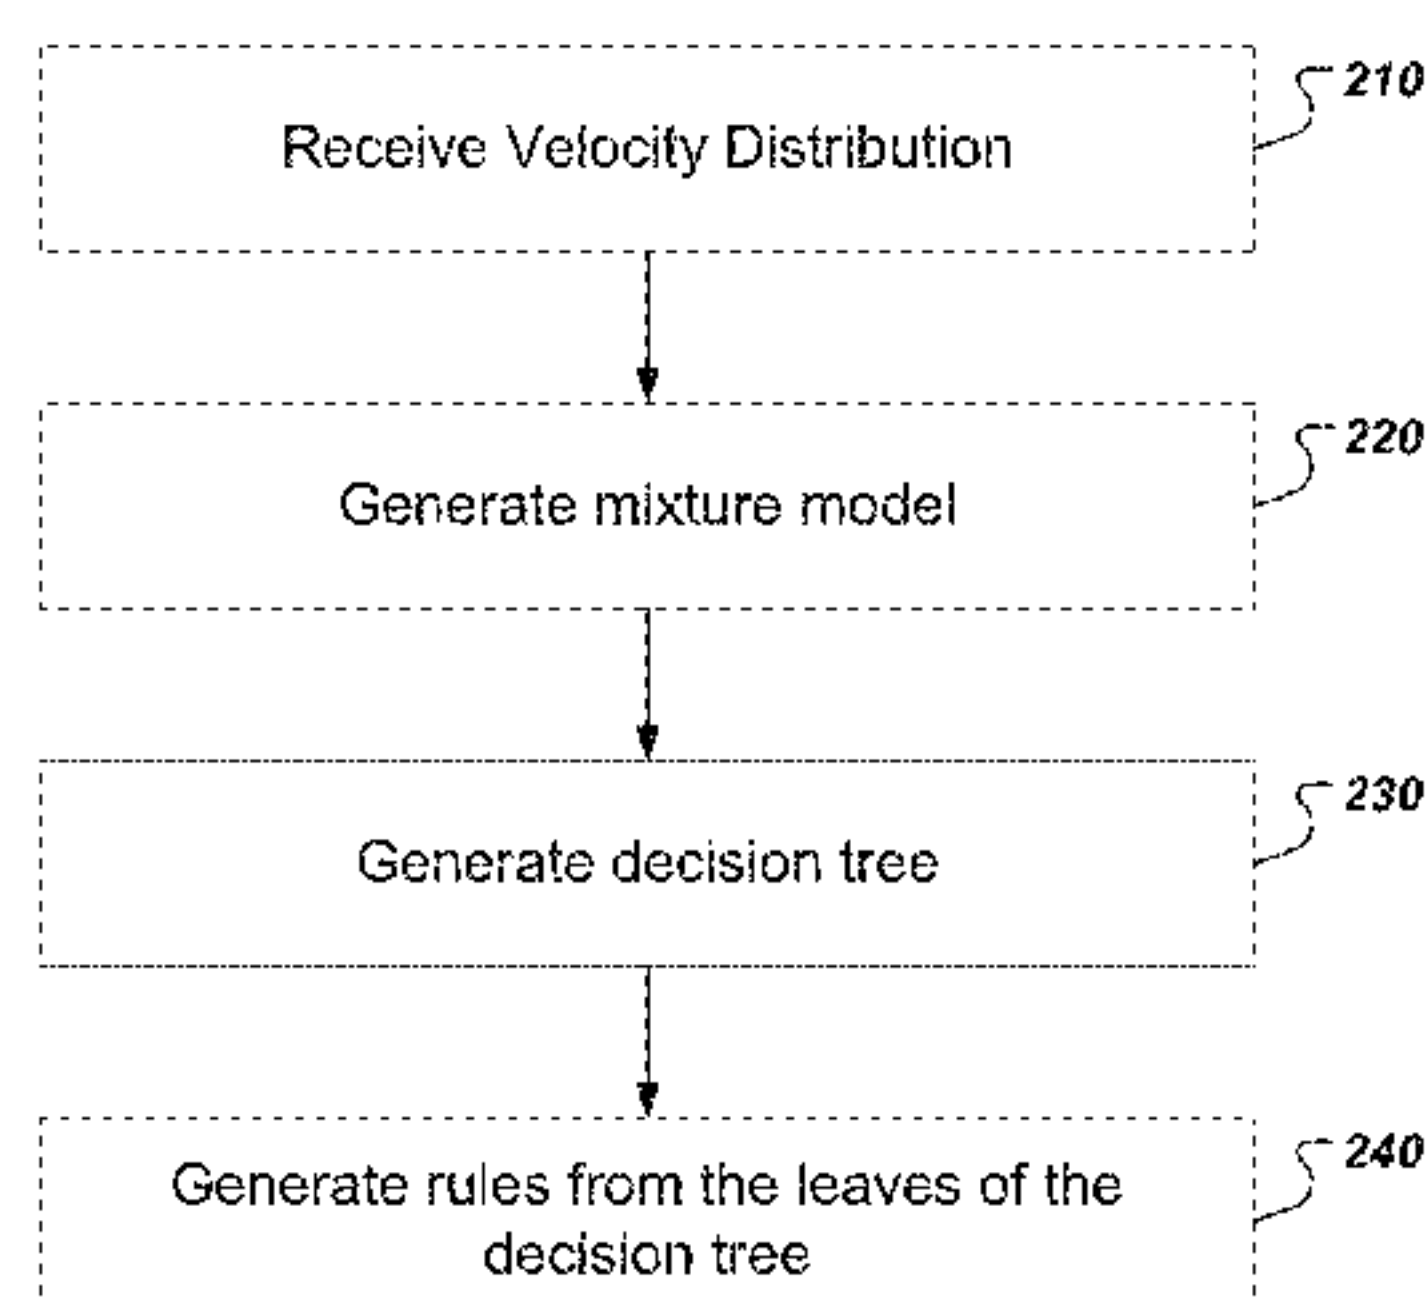 Receive Velocity Distribution
210
Generate mixture model
220
Generate decision tree
230
Generate rules from the leaves of the
decision tree
240